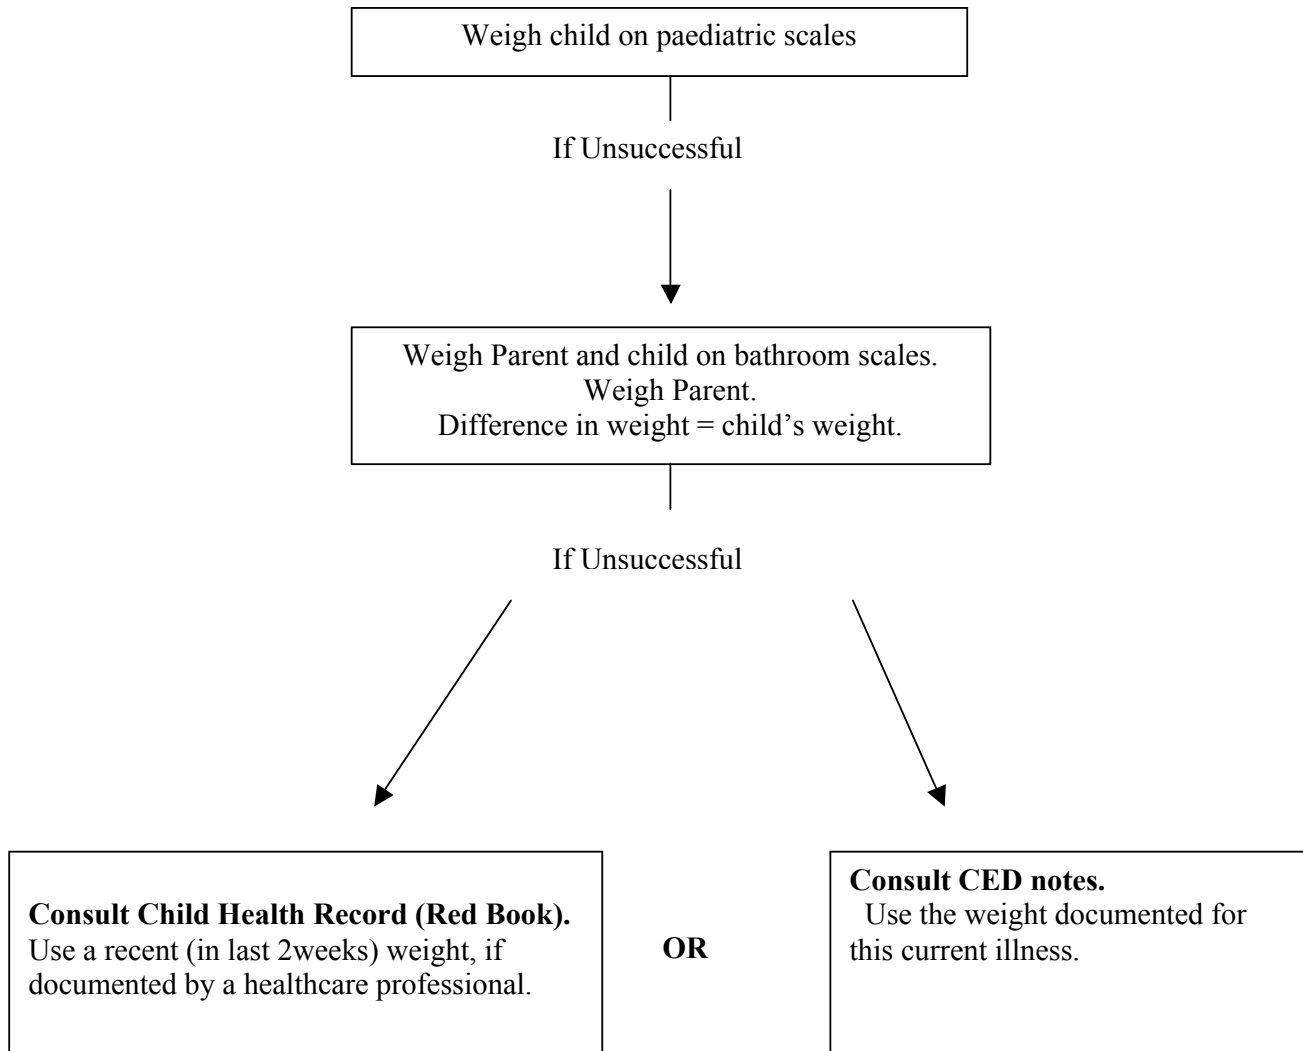 Weigh child on paediatric scales
If Unsuccessful
Weigh Parent and child on bathroom scales.
Weigh Parent.
Difference in weight = child’s weight.
If Unsuccessful
Consult Child Health Record (Red Book).
Use a recent (in last 2weeks) weight, if
documented by a healthcare professional.
OR
Consult CED notes.
Use the weight documented for
this current illness.